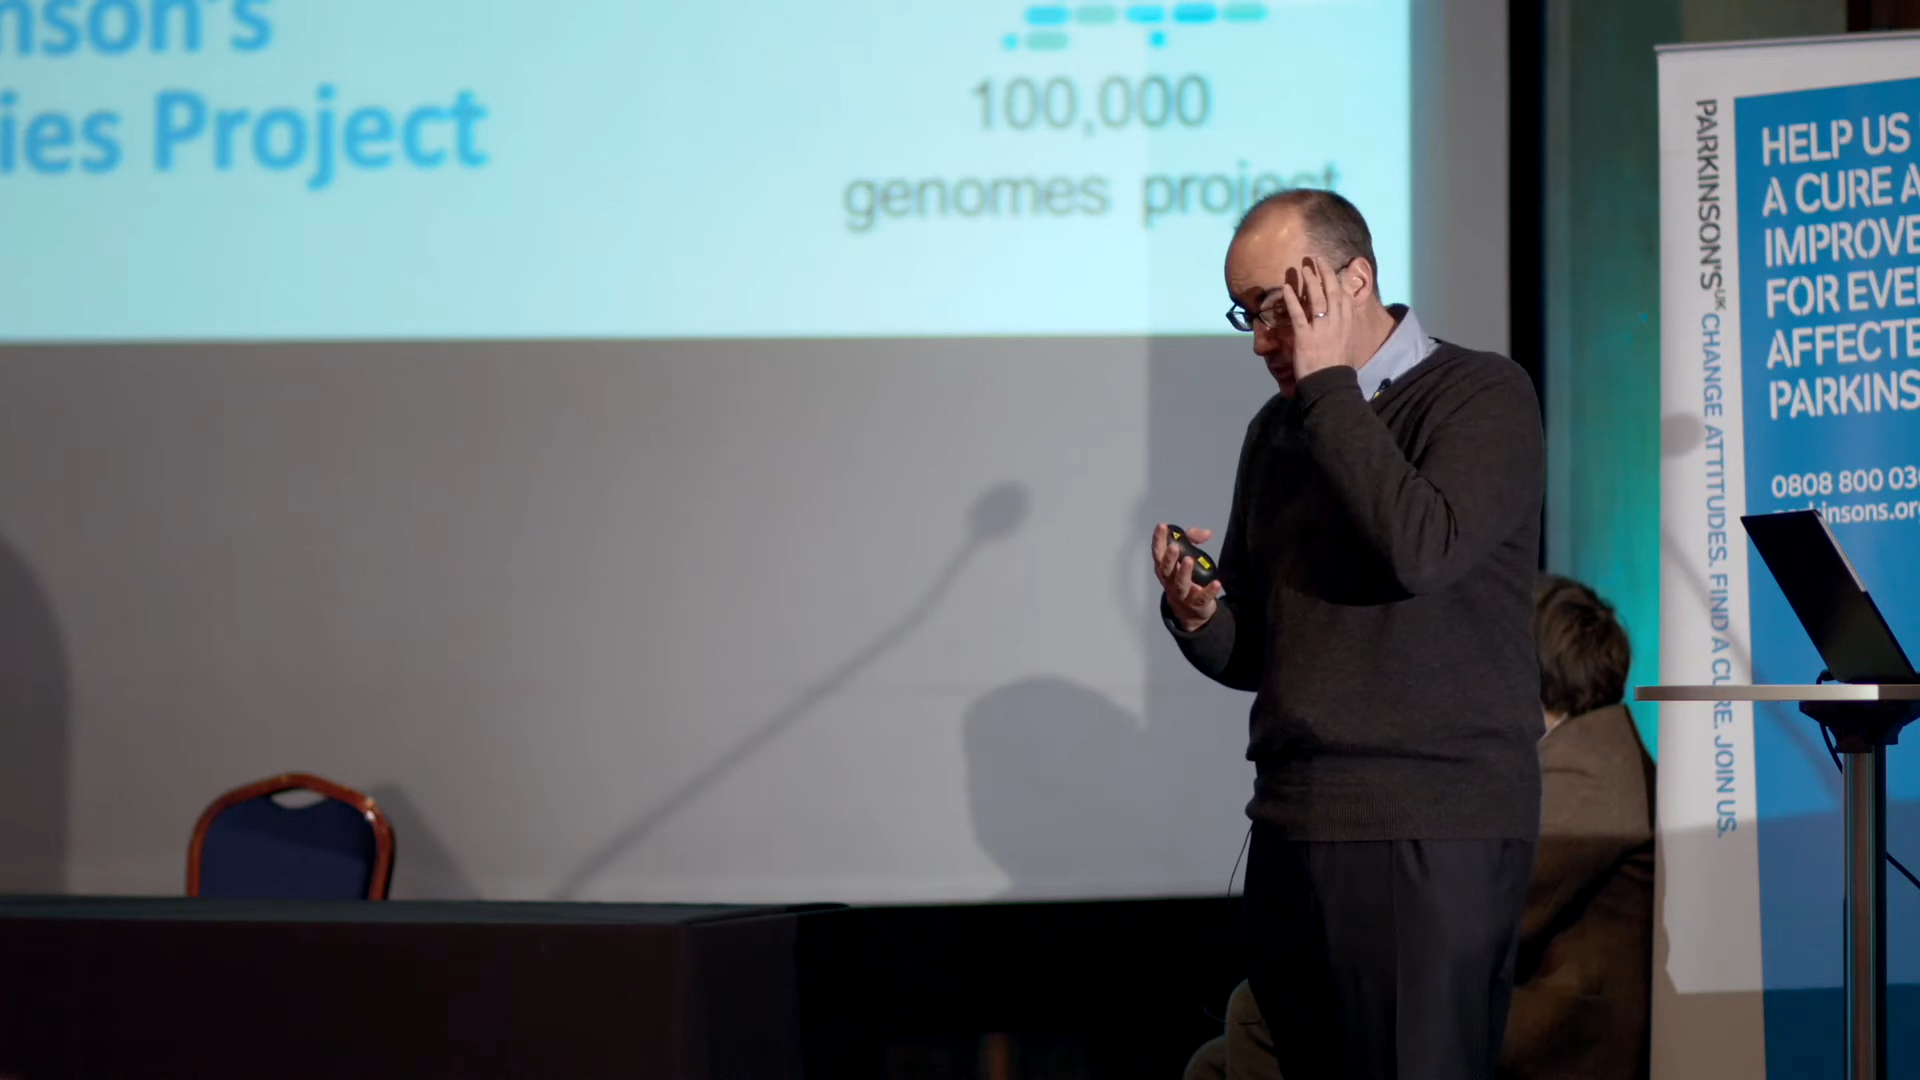 nson's
ies Project
100,000
genomes project
PARKINSON'S UK CHANGE ATTITUDES. FIND A CURE. JOIN US.
HELP US
A CURE A
IMPROVE
FOR EVE
AFFECTE
PARKINS
0808 800 03
parkinsons.or